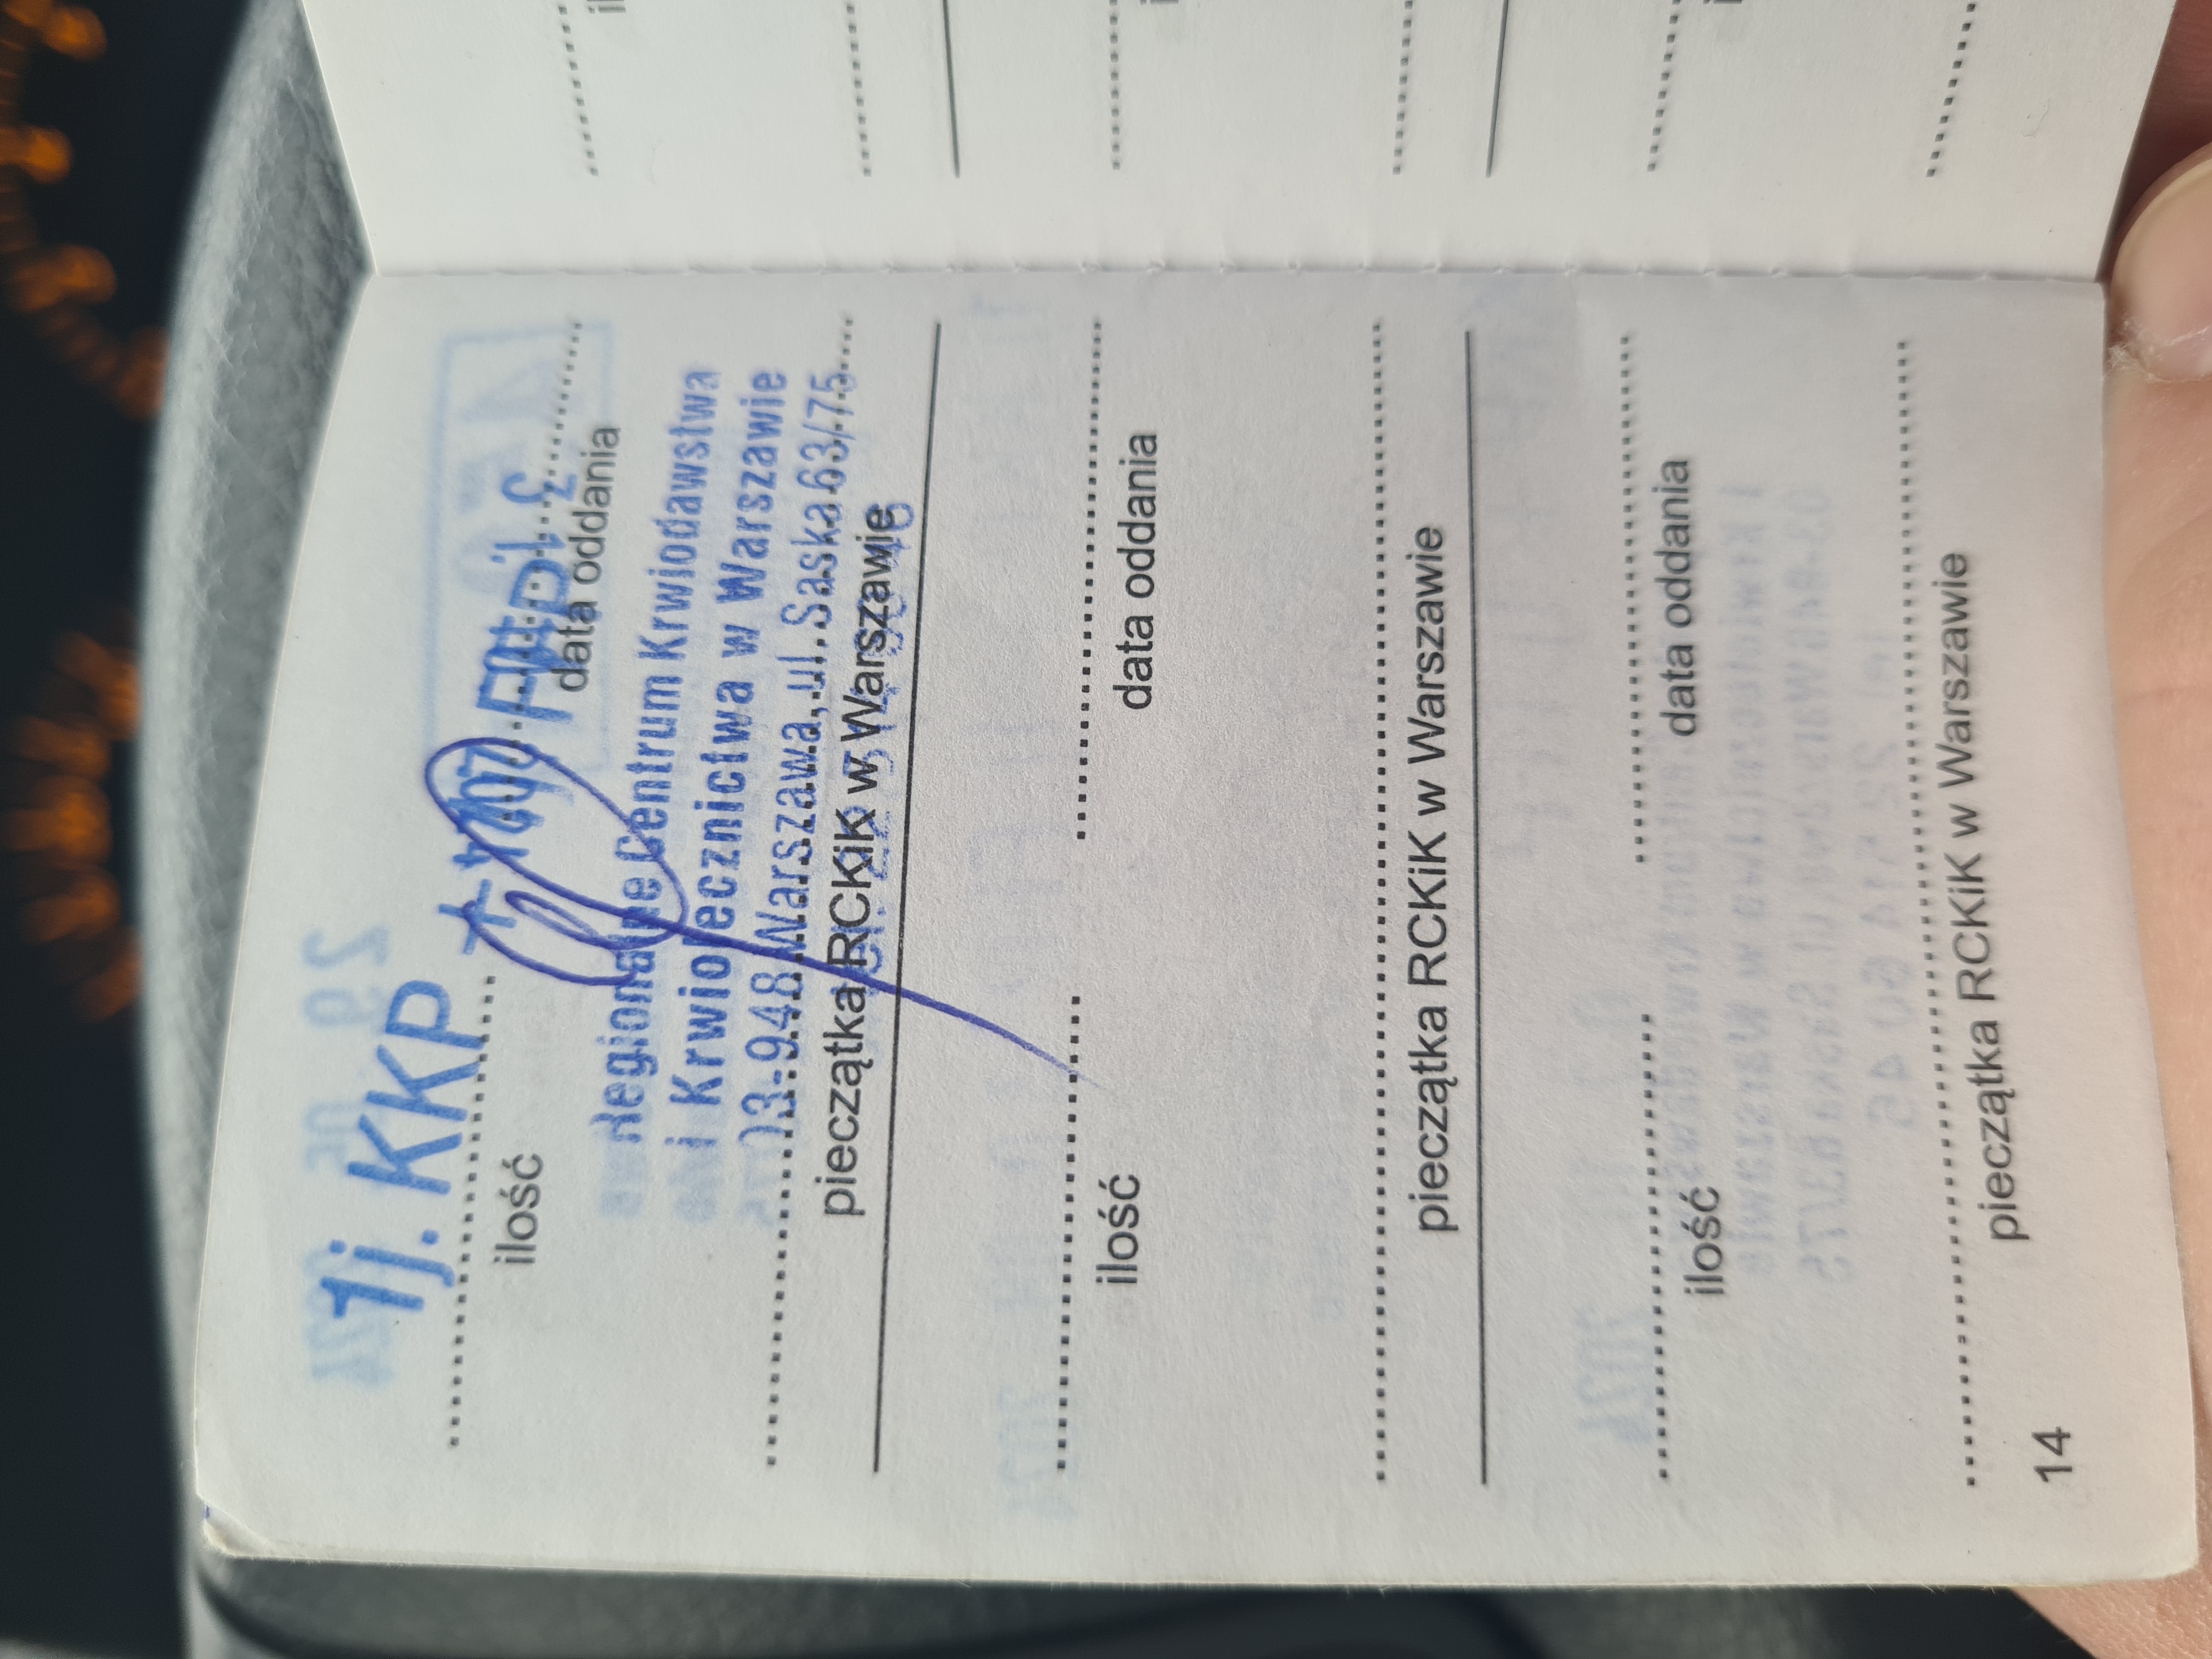 1j. KKP
ilość
data oddania
Regionalne Centrum Krwiodawstwa
i Krwiolecznictwa w Warszawie
03-948 Warszawa, ul. Saska 63/75
pieczątka RCKiK w Warszawie
ilość
data oddania
pieczątka RCKiK w Warszawie
ilość
data oddania
pieczątka RCKiK w Warszawie
14